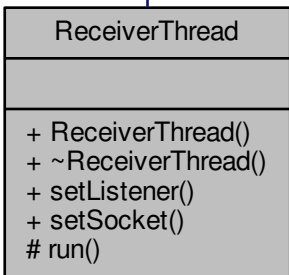 ReceiverThread
+ ReceiverThread()
+ ~ReceiverThread()
+ setListener()
+ setSocket()
# run()